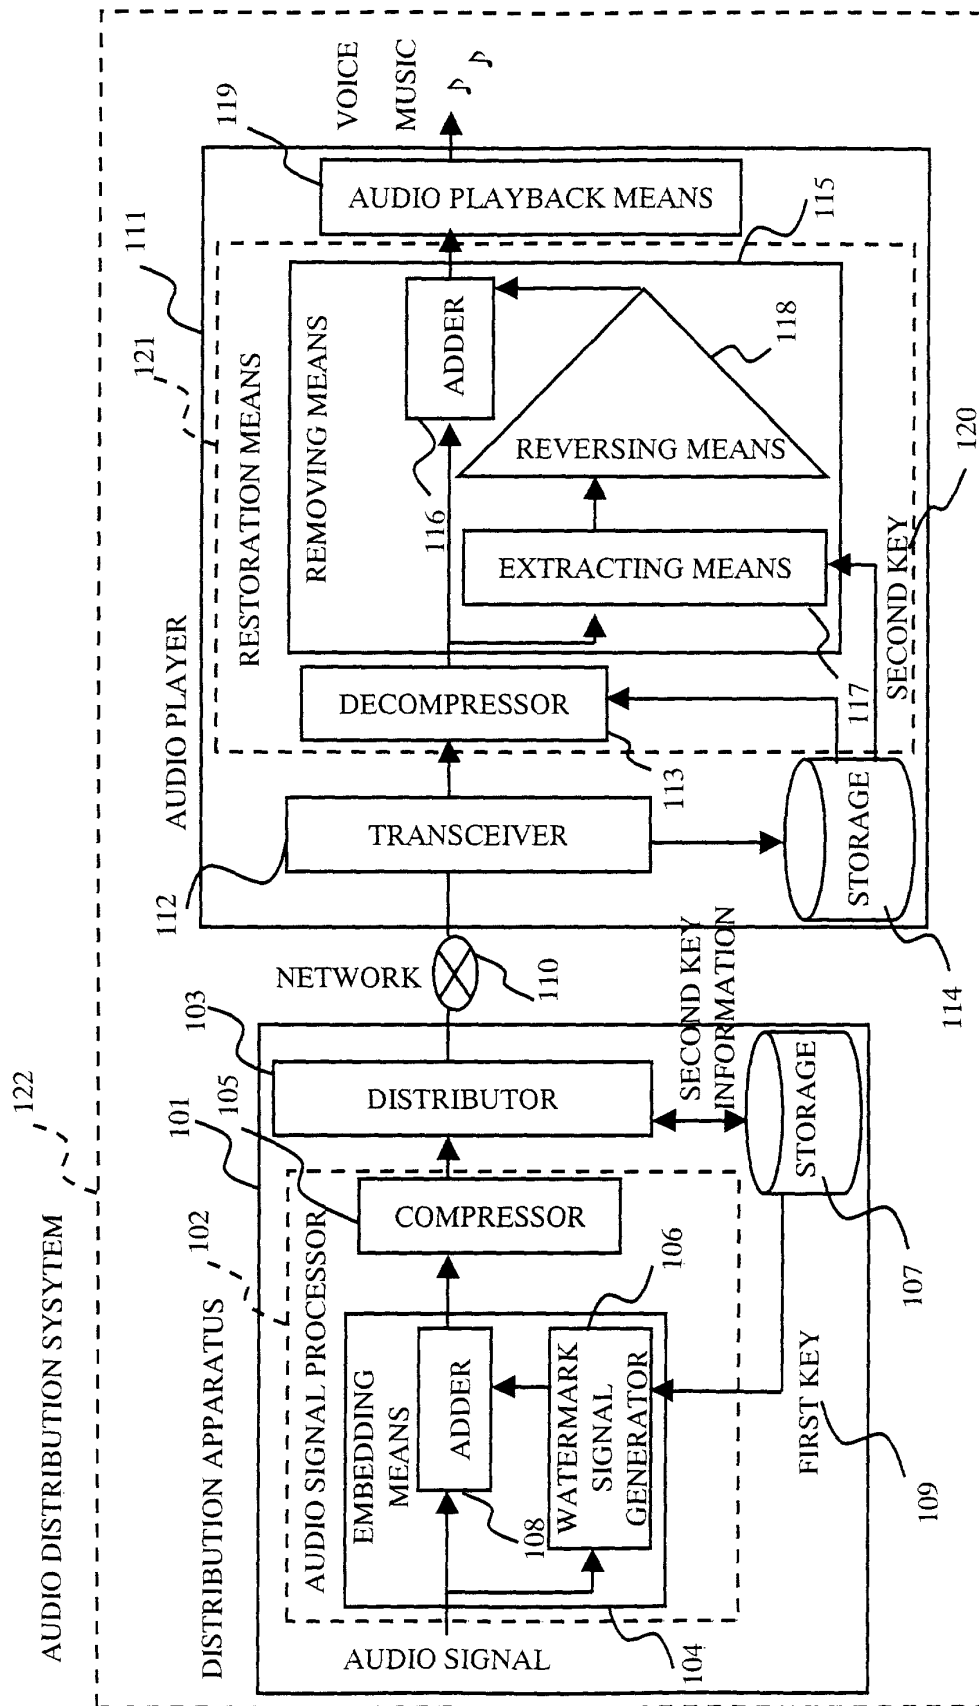 AUDIO DISTRIBUTION SYSYTEM
122
DISTRIBUTION APPARATUS
101
102
AUDIO SIGNAL PROCESSOR
105
103
EMBEDDING
MEANS
ADDER
108
WATERMARK
SIGNAL
GENERATOR
106
104
AUDIO SIGNAL
COMPRESSOR
DISTRIBUTOR
SECOND KEY
INFORMATION
STORAGE
107
FIRST KEY
109
NETWORK
110
AUDIO PLAYER
111
112
TRANSCEIVER
121
RESTORATION MEANS
DECOMPRESSOR
113
STORAGE
114
REMOVING MEANS
ADDER
116
EXTRACTING MEANS
117
REVERSING MEANS
118
115
SECOND KEY
120
AUDIO PLAYBACK MEANS
119
VOICE
MUSIC